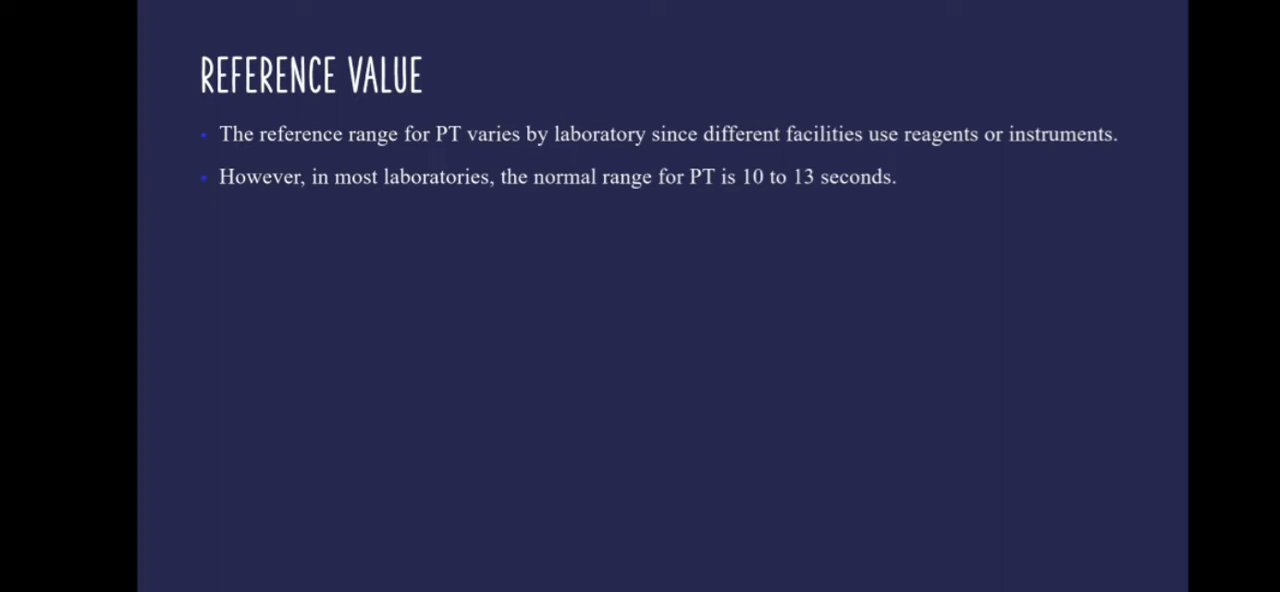 REFERENCE VALUE
• The reference range for PT varies by laboratory since different facilities use reagents or instruments.
• However, in most laboratories, the normal range for PT is 10 to 13 seconds.